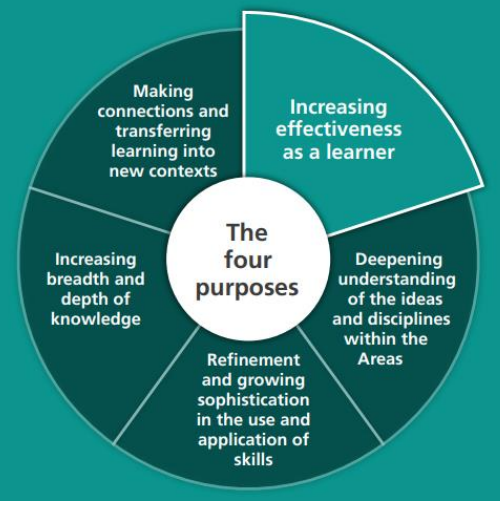 Increasing
effectiveness
as a learner
Deepening
understanding
of the ideas
and disciplines
within the
Areas
Refinement
and growing
sophistication
in the use and
application of
skills
Increasing
breadth and
depth of
knowledge
Making
connections and
transferring
learning into
new contexts
The
four
purposes